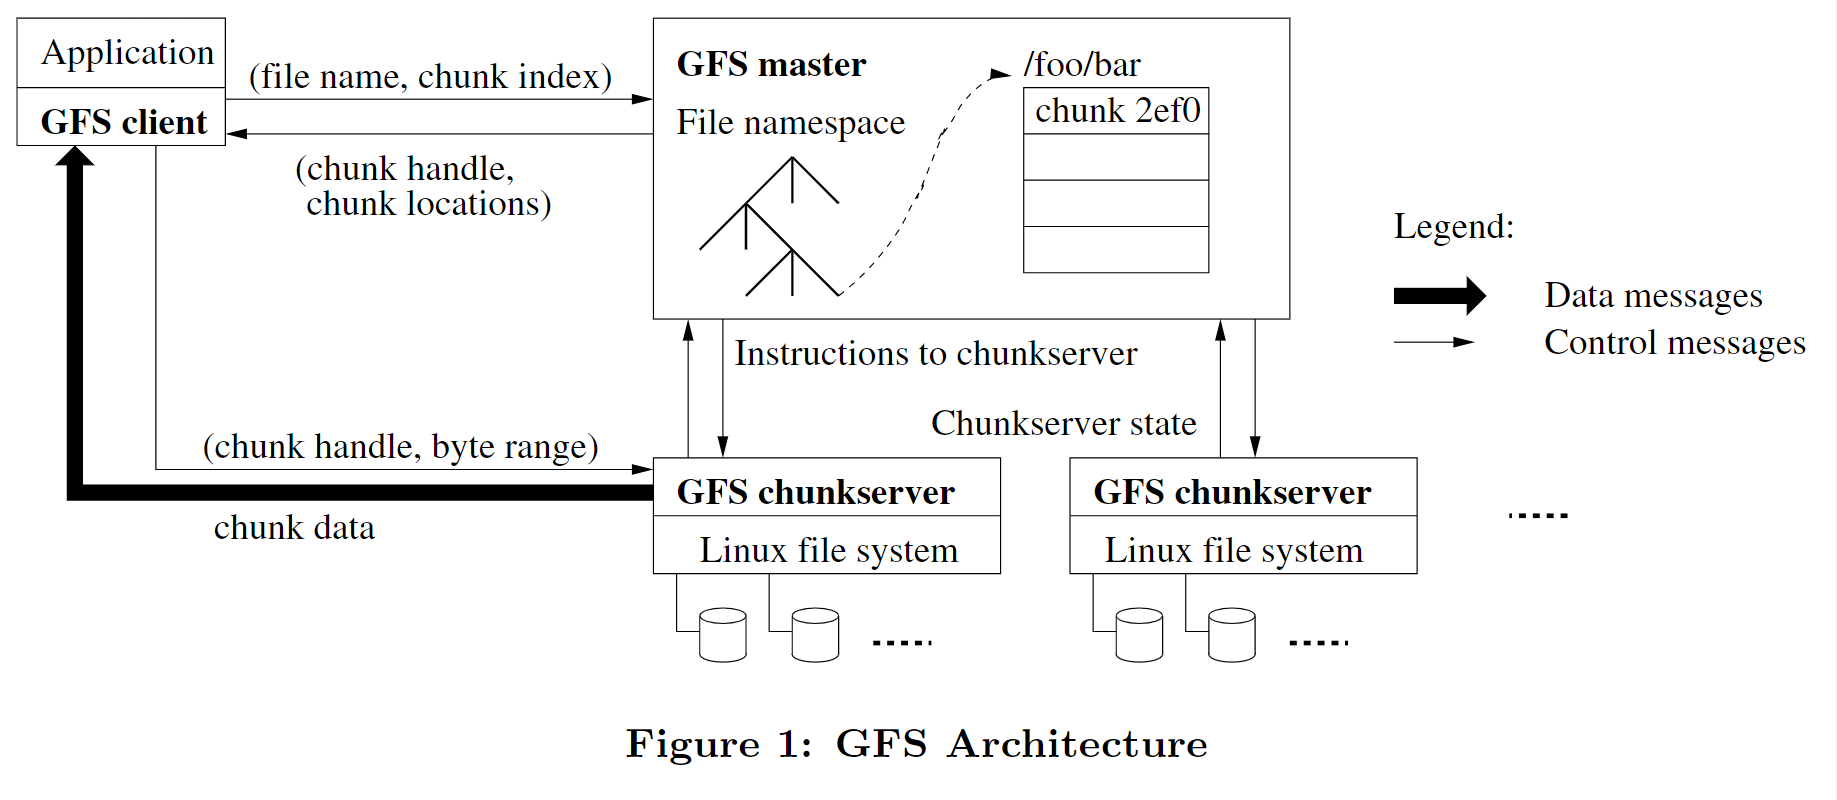 Application
GFS client
(file name, chunk index)
(chunk handle,
chunk locations)
GFS master
File namespace
/foo/bar
chunk 2ef0
Legend:
Data messages
Control messages
Instructions to chunkserver
Chunkserver state
(chunk handle, byte range)
chunk data
GFS chunkserver
Linux file system
GFS chunkserver
Linux file system
Figure 1: GFS Architecture